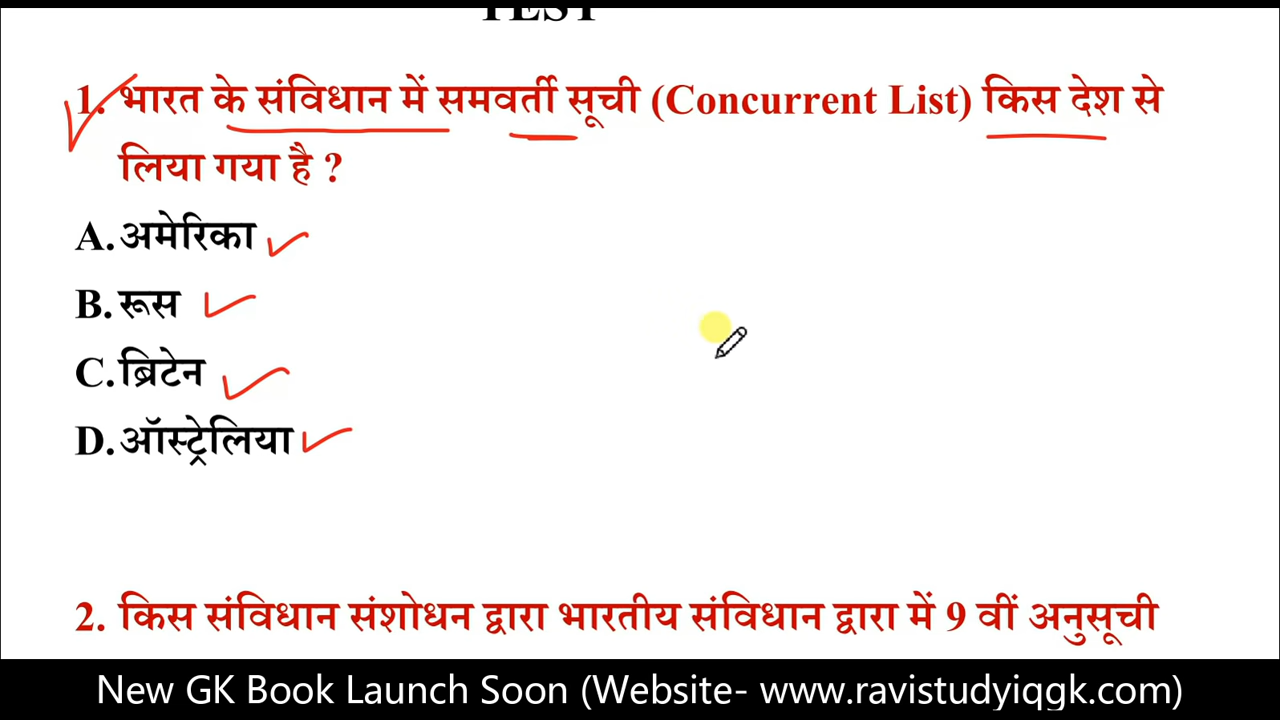 TEST
1. भारत के संविधान में समवर्ती सूची (Concurrent List) किस देश से
लिया गया है ?
A. अमेरिका
B. रूस
C. ब्रिटेन
D. ऑस्ट्रेलिया
2. किस संविधान संशोधन द्वारा भारतीय संविधान द्वारा में 9 वीं अनुसूची
New GK Book Launch Soon (Website- www.ravistudyiqgk.com)